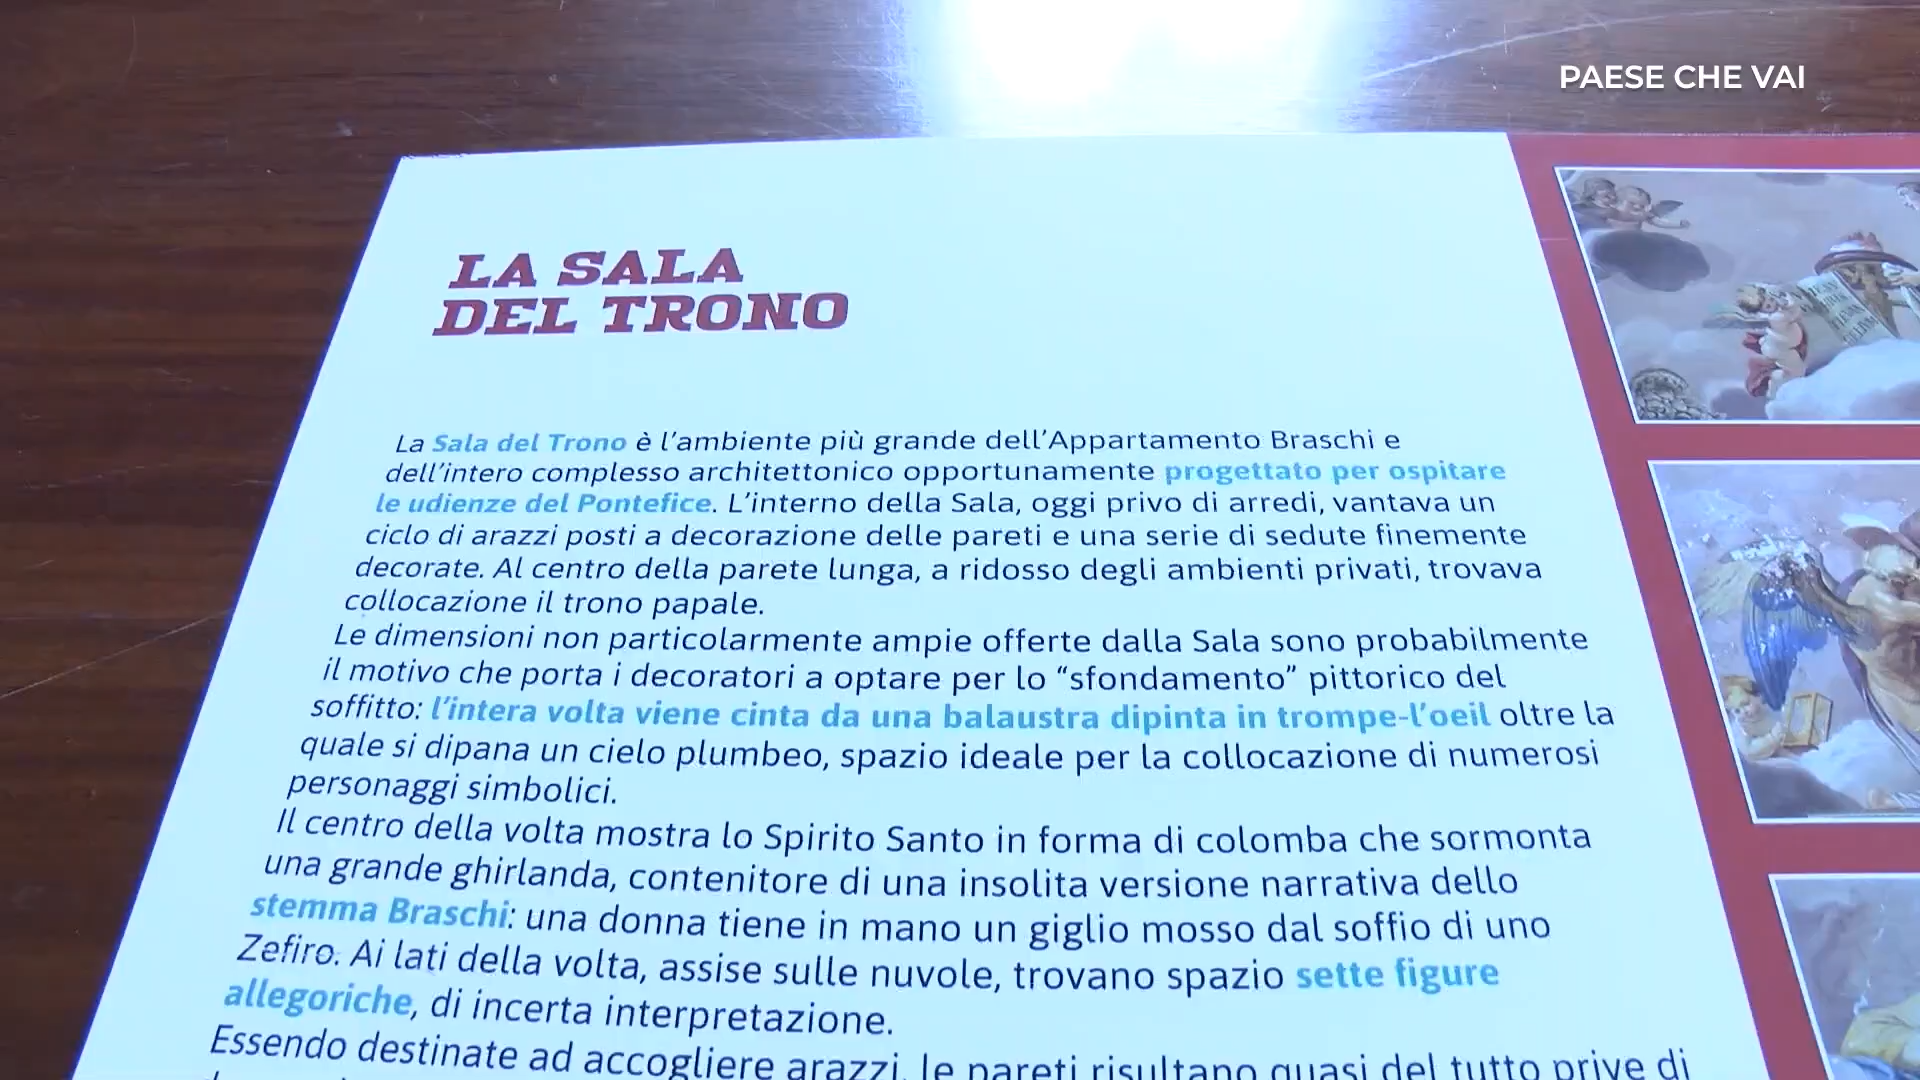 PAESE CHE VAI
LA SALA
DEL TRONO
La Sala del Trono è l'ambiente più grande dell'Appartamento Braschi e
dell'intero complesso architettonico opportunamente progettato per ospitare
le udienze del Pontefice. L'interno della Sala, oggi privo di arredi, vantava un
ciclo di arazzi posti a decorazione delle pareti e una serie di sedute finemente
decorate. Al centro della parete lunga, a ridosso degli ambienti privati, trovava
collocazione il trono papale.
Le dimensioni non particolarmente ampie offerte dalla Sala sono probabilmente
il motivo che porta i decoratori a optare per lo “sfondamento” pittorico del
soffitto: l'intera volta viene cinta da una balaustra dipinta in trompe-l'oeil oltre la
quale si dipana un cielo plumbeo, spazio ideale per la collocazione di numerosi
personaggi simbolici.
Il centro della volta mostra lo Spirito Santo in forma di colomba che sormonta
una grande ghirlanda, contenitore di una insolita versione narrativa dello
stemma Braschi: una donna tiene in mano un giglio mosso dal soffio di uno
Zefiro. Ai lati della volta, assise sulle nuvole, trovano spazio sette figure
allegoriche, di incerta interpretazione.
Essendo destinate ad accogliere arazzi, le pareti risultano quasi del tutto prive di